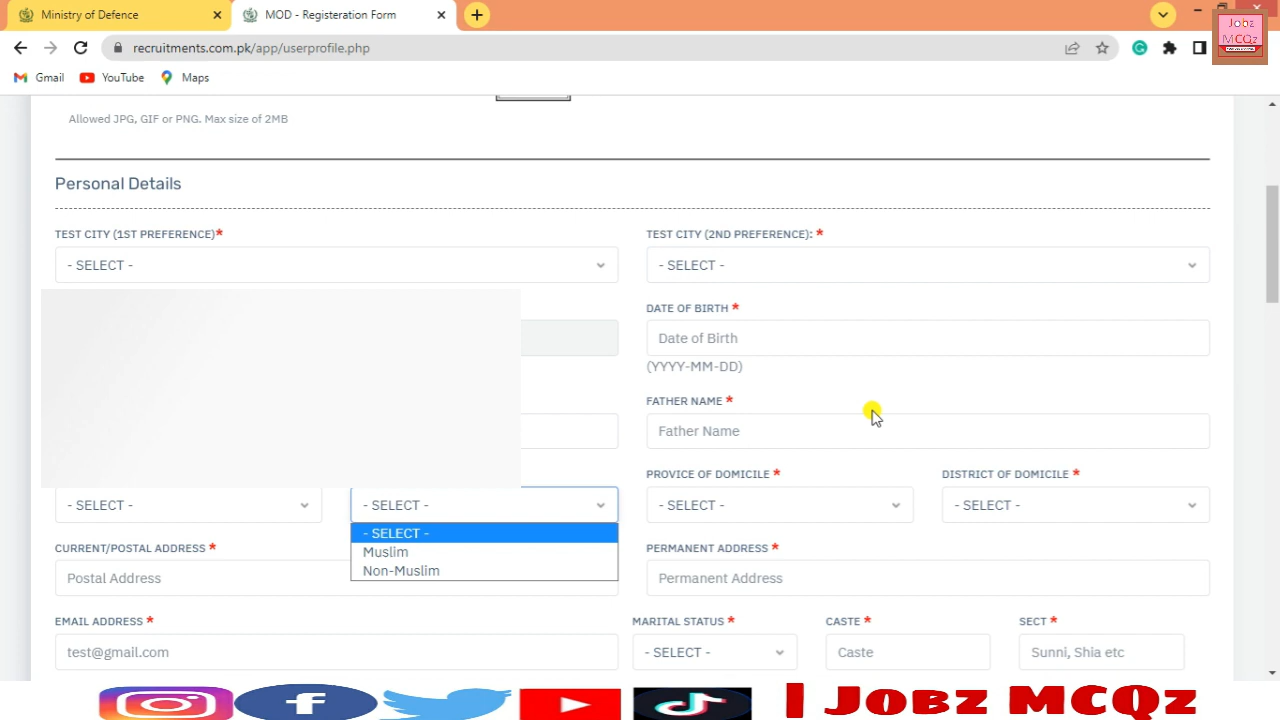 Ministry of Defence
MOD - Registeration Form
recruitments.com.pk/app/userprofile.php
Gmail
YouTube
Maps
Jobz
MCQz
Allowed JPG, GIF or PNG. Max size of 2MB
Personal Details
TEST CITY (1ST PREFERENCE)*
TEST CITY (2ND PREFERENCE): *
- SELECT -
- SELECT -
DATE OF BIRTH *
Date of Birth
(YYYY-MM-DD)
FATHER NAME *
Father Name
PROVICE OF DOMICILE *
DISTRICT OF DOMICILE *
- SELECT -
- SELECT -
- SELECT -
- SELECT -
- SELECT -
Muslim
Non-Muslim
CURRENT/POSTAL ADDRESS *
PERMANENT ADDRESS *
Postal Address
Permanent Address
EMAIL ADDRESS *
MARITAL STATUS *
CASTE *
SECT *
test@gmail.com
- SELECT -
Caste
Sunni, Shia etc
| Jobz MCQz